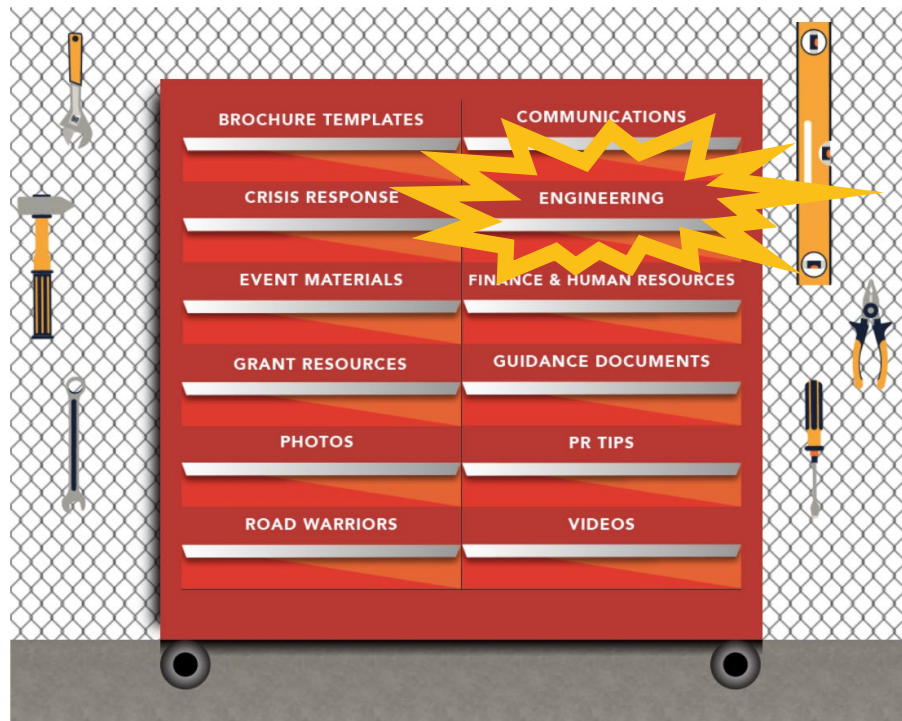 BROCHURE TEMPLATES
COMMUNICATIONS
CRISIS RESPONSE
ENGINEERING
EVENT MATERIALS
FINANCE & HUMAN RESOURCES
GRANT RESOURCES
GUIDANCE DOCUMENTS
PHOTOS
PR TIPS
ROAD WARRIORS
VIDEOS